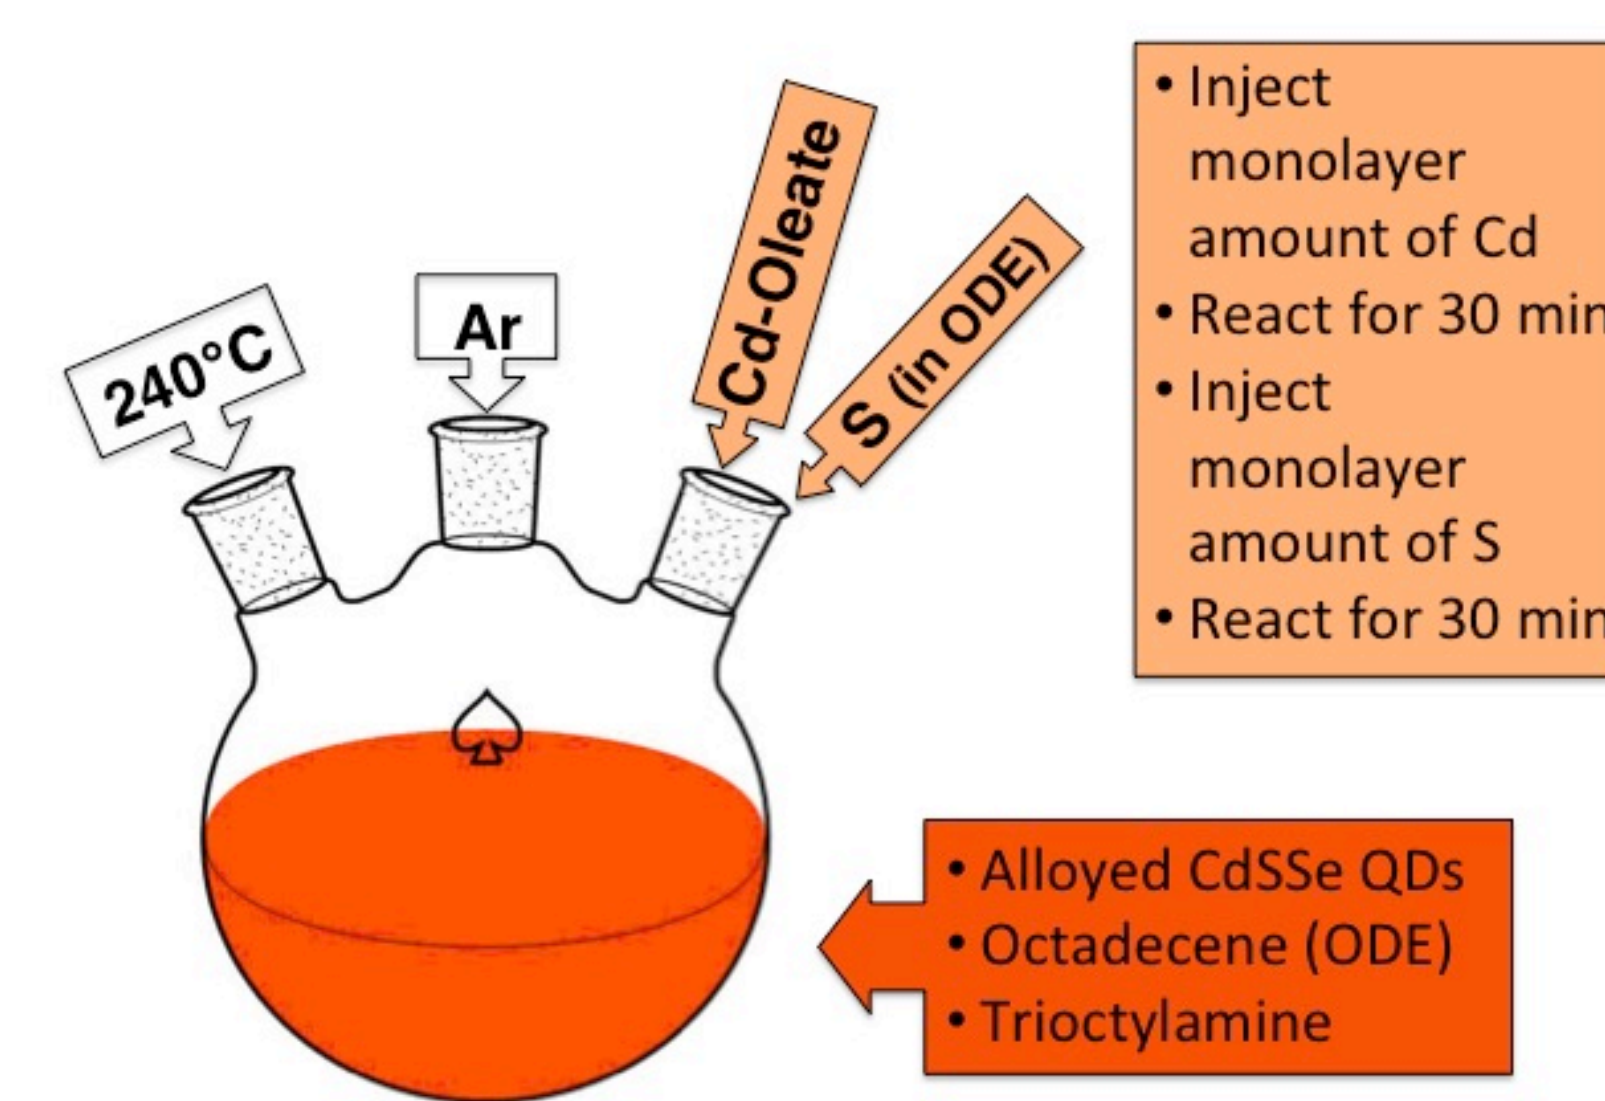 240°C
Ar
Cd-Oleate
S (in ODE)
• Inject
monolayer
amount of Cd
• React for 30 min
• Inject
monolayer
amount of S
• React for 30 min
• Alloyed CdSSe QDs
• Octadecene (ODE)
• Trioctylamine